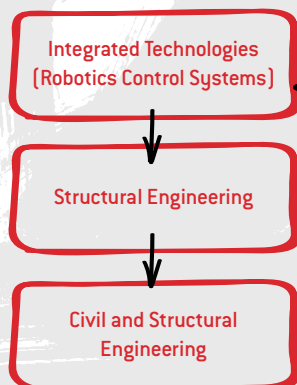 Integrated Technologies
(Robotics Control Systems)
Structural Engineering
Civil and Structural
Engineering